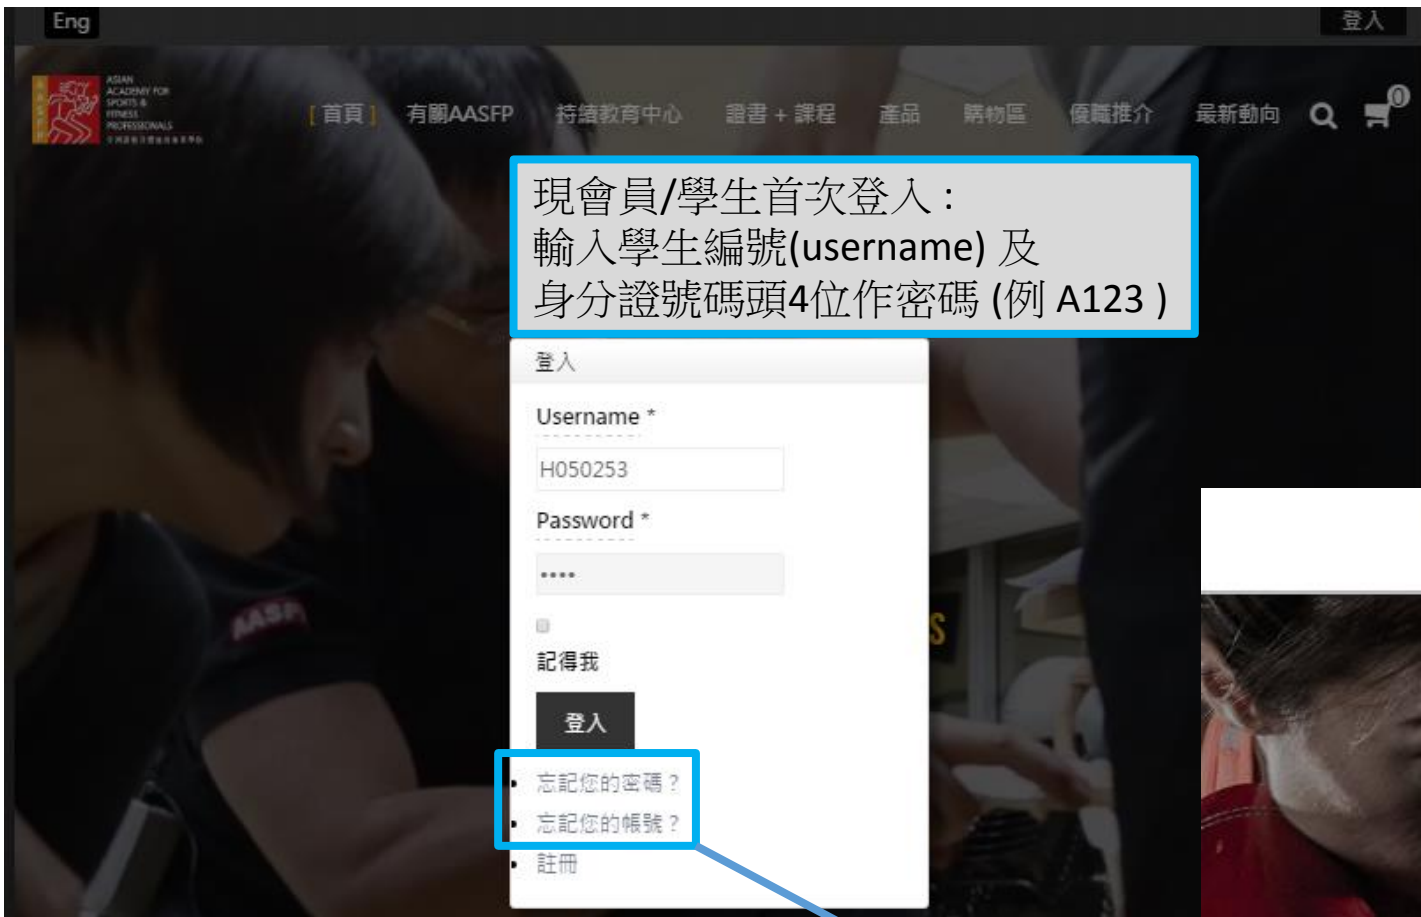 Eng
登入
ASIAN
ACADEMY FOR
SPORTS &
FITNESS
PROFESSIONALS
[ 首頁 ] 有關AASFP 持續教育中心 證書 + 課程 產品 購物區 優職推介 最新動向 0
現會員/學生首次登入 :
輸入學生編號(username) 及
身分證號碼頭4位作密碼 (例 A123 )
登入
Username *
H050253
Password *
••••
記得我
登入
忘記您的密碼？
忘記您的帳號？
註冊
AASFP
S